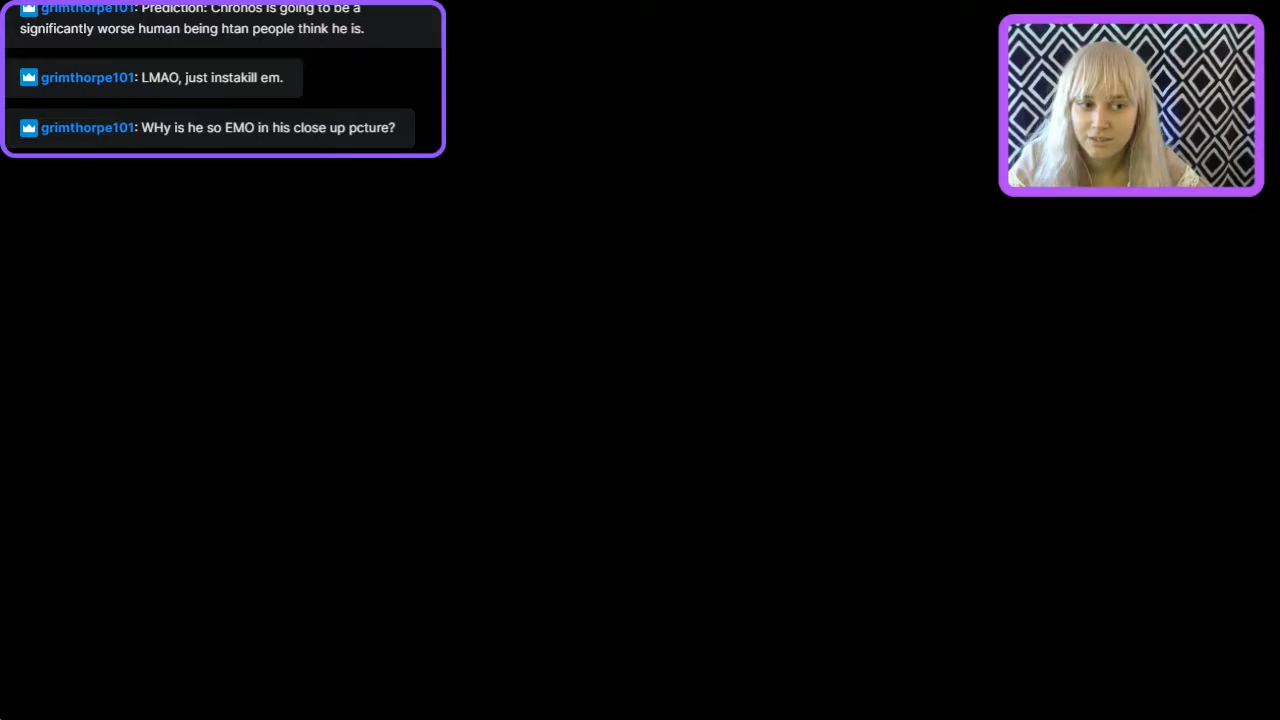 grimthorpe101: Prediction: Chronos is going to be a
significantly worse human being htan people think he is.
grimthorpe101: LMAO, just instakill em.
grimthorpe101: WHy is he so EMO in his close up pcture?